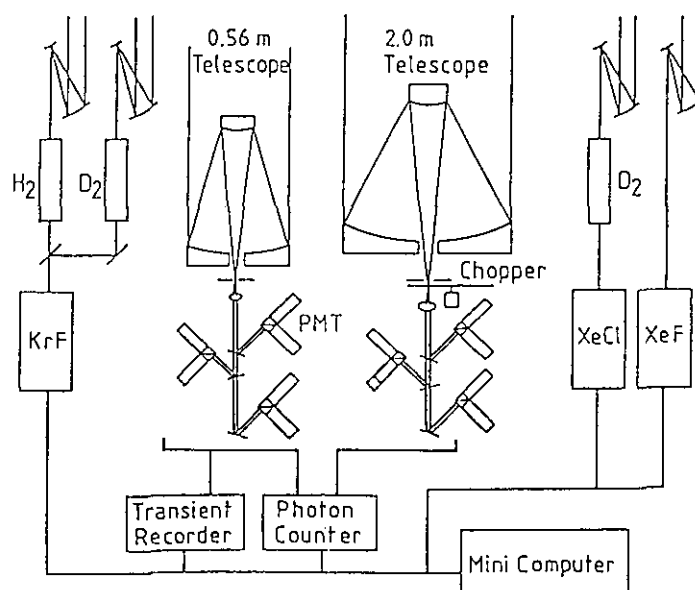 0.56 m
Telescope
2.0 m
Telescope
H2
D2
D2
Chopper
PMT
KrF
XeCl
XeF
Transient
Recorder
Photon
Counter
Mini Computer